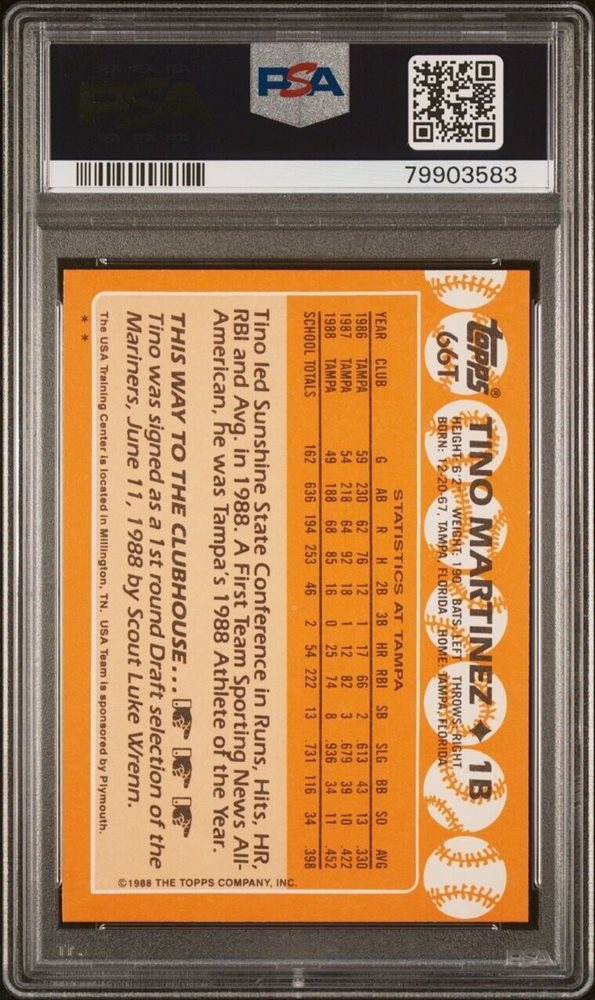 PSA
79903583
topps®
66T
TINO MARTINEZ ♦ 1B
HEIGHT: 6'2" WEIGHT: 190 BATS: LEFT THROWS: RIGHT
BORN: 12-20-67, TAMPA, FLORIDA HOME: TAMPA, FLORIDA
STATISTICS AT TAMPA
YEAR CLUB G AB R H 2B 3B HR RBI SB SLG BB SO AVG
1986 TAMPA 59 230 62 76 12 1 17 66 2 .613 43 13 .330
1987 TAMPA 54 218 64 92 18 1 12 82 3 .679 39 10 .422
1988 TAMPA 49 188 68 85 16 0 25 74 8 .936 34 11 .452
SCHOOL TOTALS 162 636 194 253 46 2 54 222 13 .731 116 34 .398
Tino led Sunshine State Conference in Runs, Hits, HR,
RBI and Avg. in 1988. A First Team Sporting News All-
American, he was Tampa's 1988 Athlete of the Year.
THIS WAY TO THE CLUBHOUSE...
Tino was signed as a 1st round Draft selection of the
Mariners, June 11, 1988 by Scout Luke Wrenn.
©1988 THE TOPPS COMPANY, INC.
The USA Training Center is located in Millington, TN. USA Team is sponsored by Plymouth.
* *
PSA